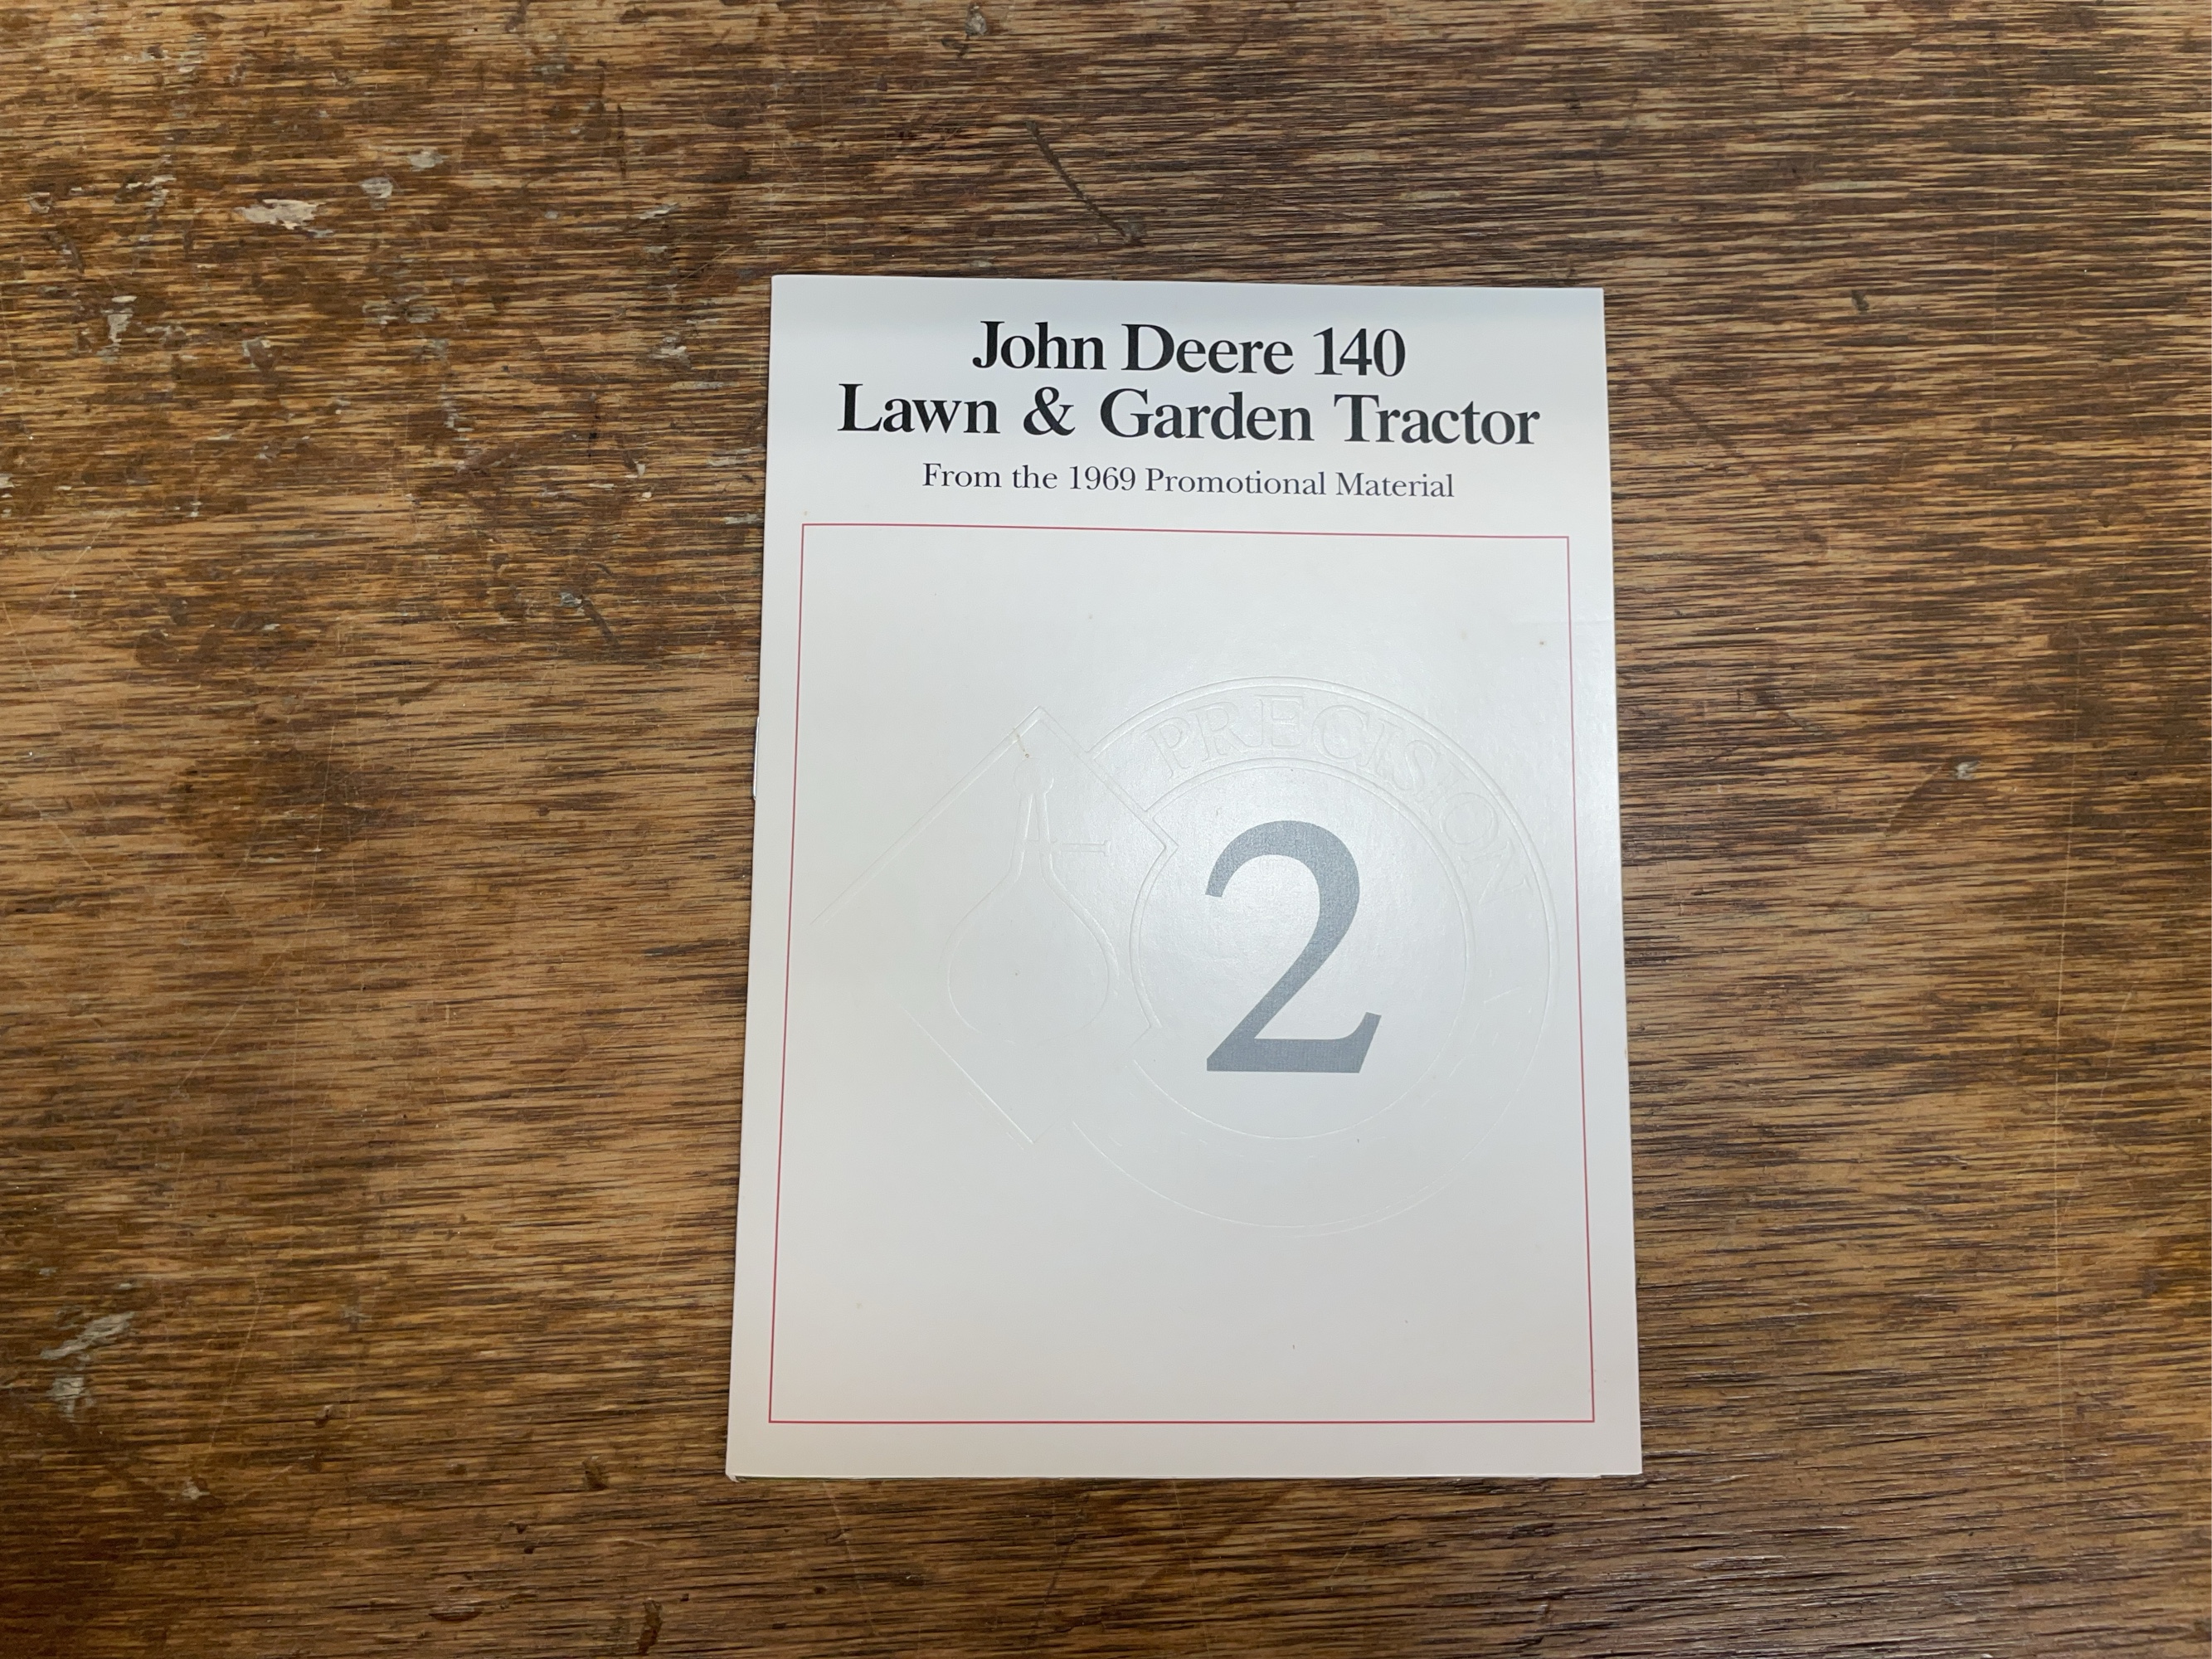 John Deere 140
Lawn & Garden Tractor
From the 1969 Promotional Material
PRECISION
2